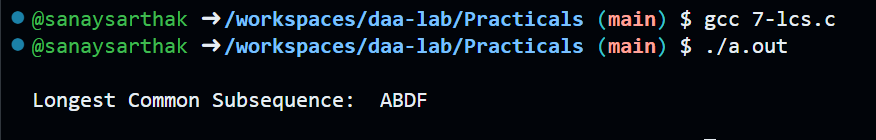 @sanaysarthak ➜/workspaces/daa-lab/Practicals (main) $ gcc 7-lcs.c
@sanaysarthak ➜/workspaces/daa-lab/Practicals (main) $ ./a.out
Longest Common Subsequence:  ABDF